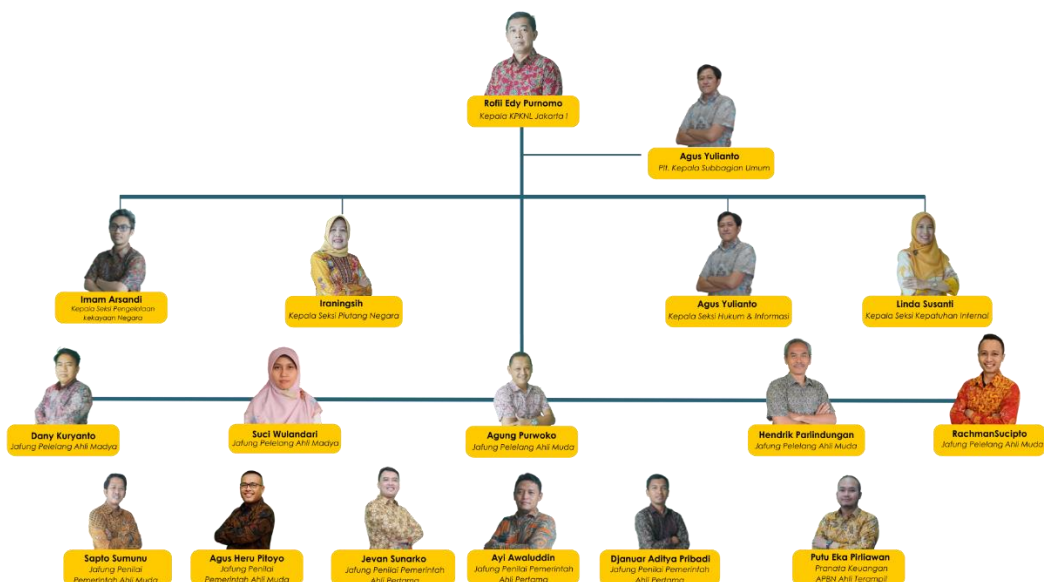 Rofii Edy Purnomo
Kepala KPKNL Jakarta I
Agus Yulianto
Plt. Kepala Subbagian Umum
Imam Arsandi
Kepala Seksi Pengelolaan
kekayaan Negara
Iraningsih
Kepala Seksi Piutang Negara
Agus Yulianto
Kepala Seksi Hukum & Informasi
Linda Susanti
Kepala Seksi Kepatuhan Internal
Dany Kuryanto
Jafung Pelelang Ahli Madya
Suci Wulandari
Jafung Pelelang Ahli Madya
Agung Purwoko
Jafung Pelelang Ahli Muda
Hendrik Parlindungan
Jafung Pelelang Ahli Muda
RachmanSucipto
Jafung Pelelang Ahli Muda
Sapto Sumunu
Jafung Penilai
Pemerintah Ahli Muda
Agus Heru Pitoyo
Jafung Penilai
Pemerintah Ahli Muda
Jevan Sunarko
Jafung Penilai Pemerintah
Ahli Pertama
Ayi Awaluddin
Jafung Penilai Pemerintah
Ahli Pertama
Djanuar Aditya Pribadi
Jafung Penilai Pemerintah
Ahli Pertama
Putu Eka Pirliawan
Pranata Keuangan
APBN Ahli Terampil